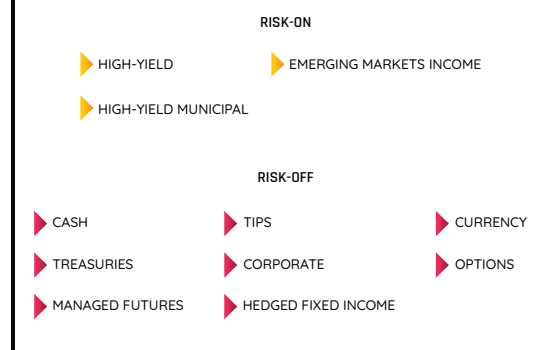 RISK-ON
HIGH-YIELD
EMERGING MARKETS INCOME
HIGH-YIELD MUNICIPAL
RISK-OFF
CASH
TIPS
CURRENCY
TREASURIES
CORPORATE
OPTIONS
MANAGED FUTURES
HEDGED FIXED INCOME